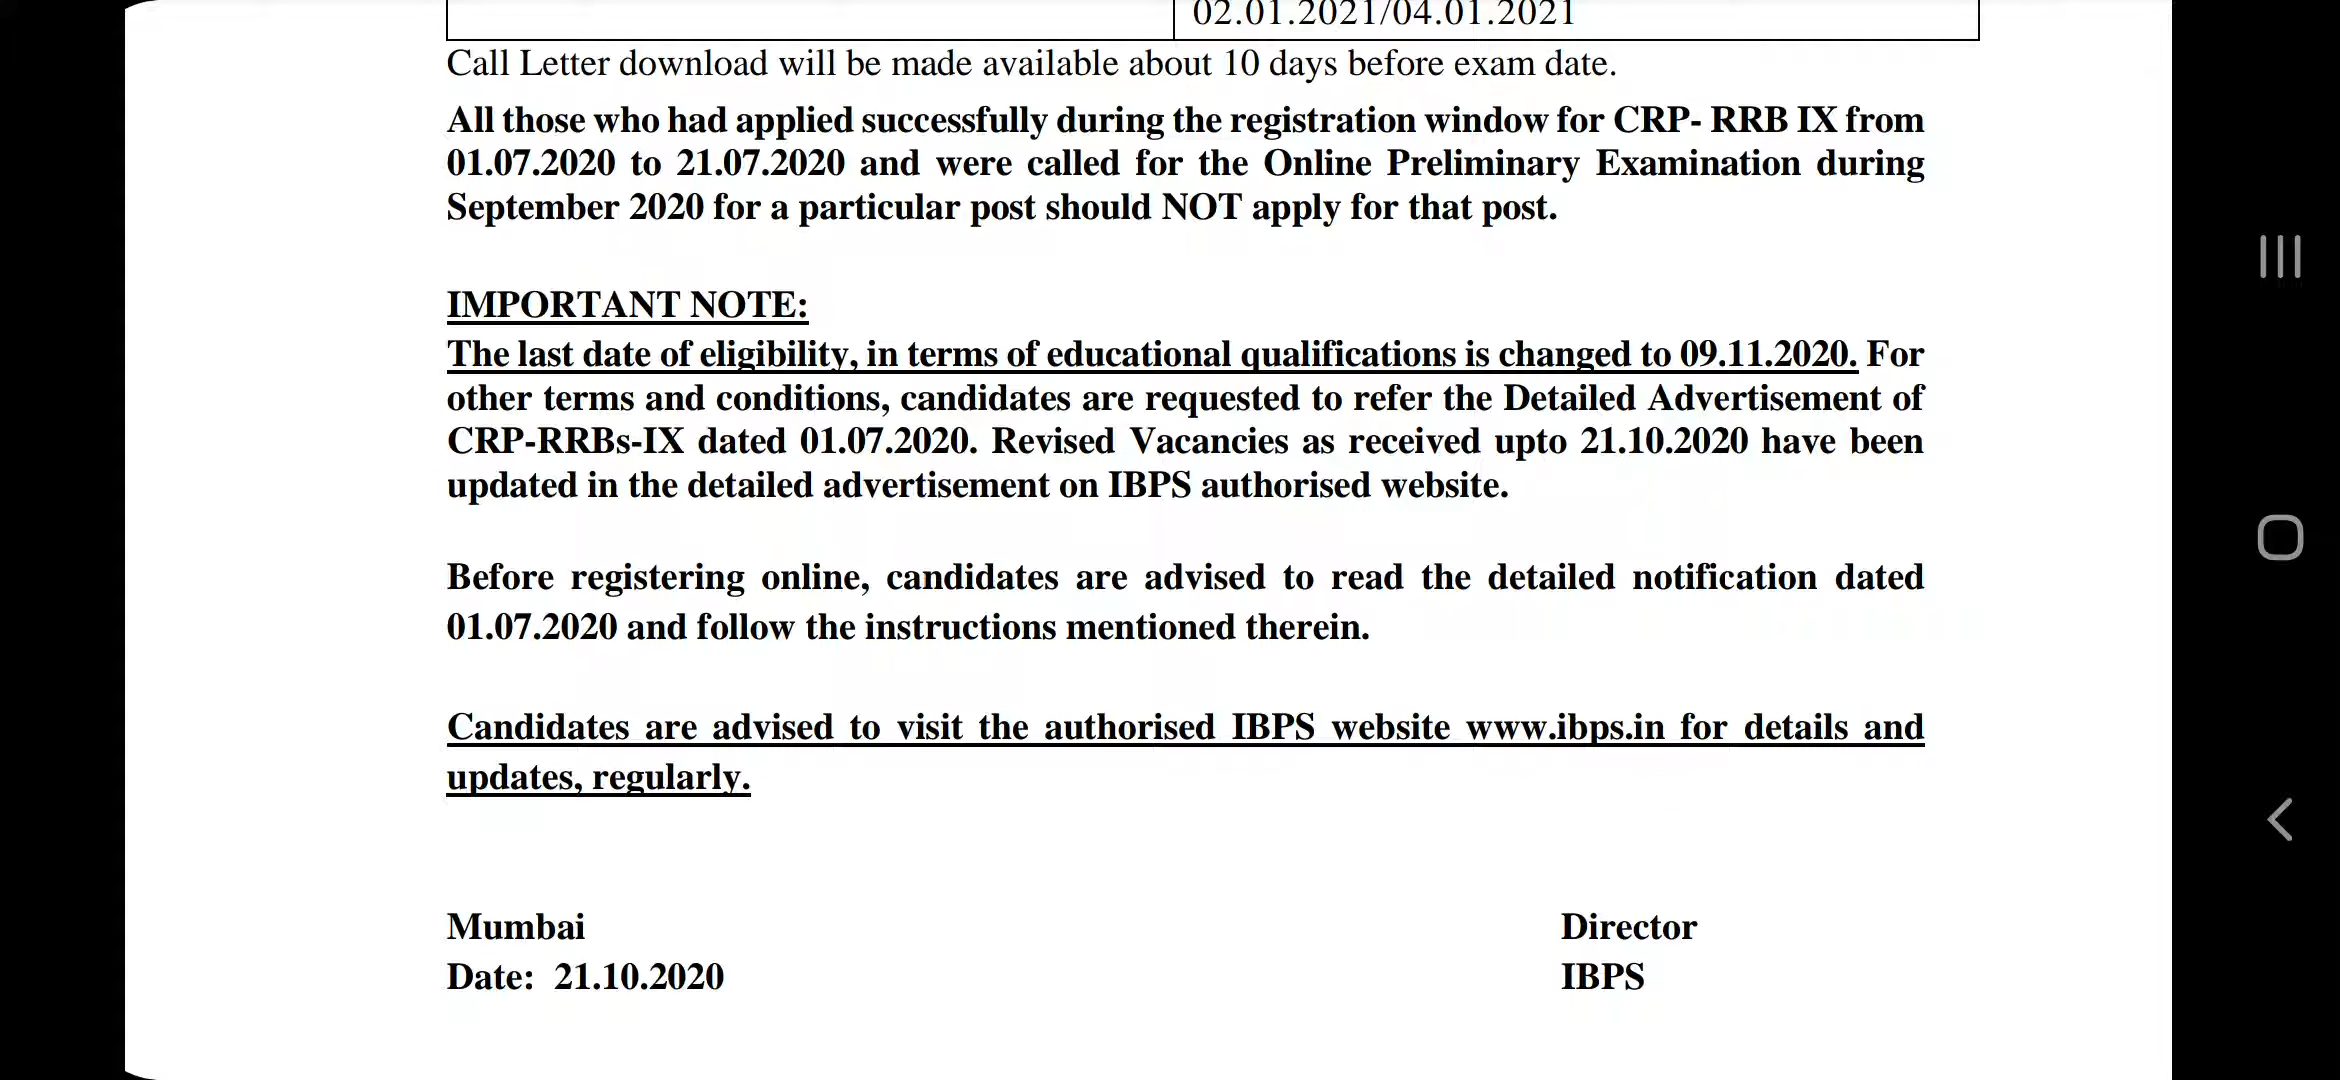 02.01.2021/04.01.2021
Call Letter download will be made available about 10 days before exam date.
All those who had applied successfully during the registration window for CRP- RRB IX from
01.07.2020 to 21.07.2020 and were called for the Online Preliminary Examination during
September 2020 for a particular post should NOT apply for that post.
IMPORTANT NOTE:
The last date of eligibility, in terms of educational qualifications is changed to 09.11.2020. For
other terms and conditions, candidates are requested to refer the Detailed Advertisement of
CRP-RRBs-IX dated 01.07.2020. Revised Vacancies as received upto 21.10.2020 have been
updated in the detailed advertisement on IBPS authorised website.
Before registering online, candidates are advised to read the detailed notification dated
01.07.2020 and follow the instructions mentioned therein.
Candidates are advised to visit the authorised IBPS website www.ibps.in for details and
updates, regularly.
Mumbai Director
Date: 21.10.2020 IBPS